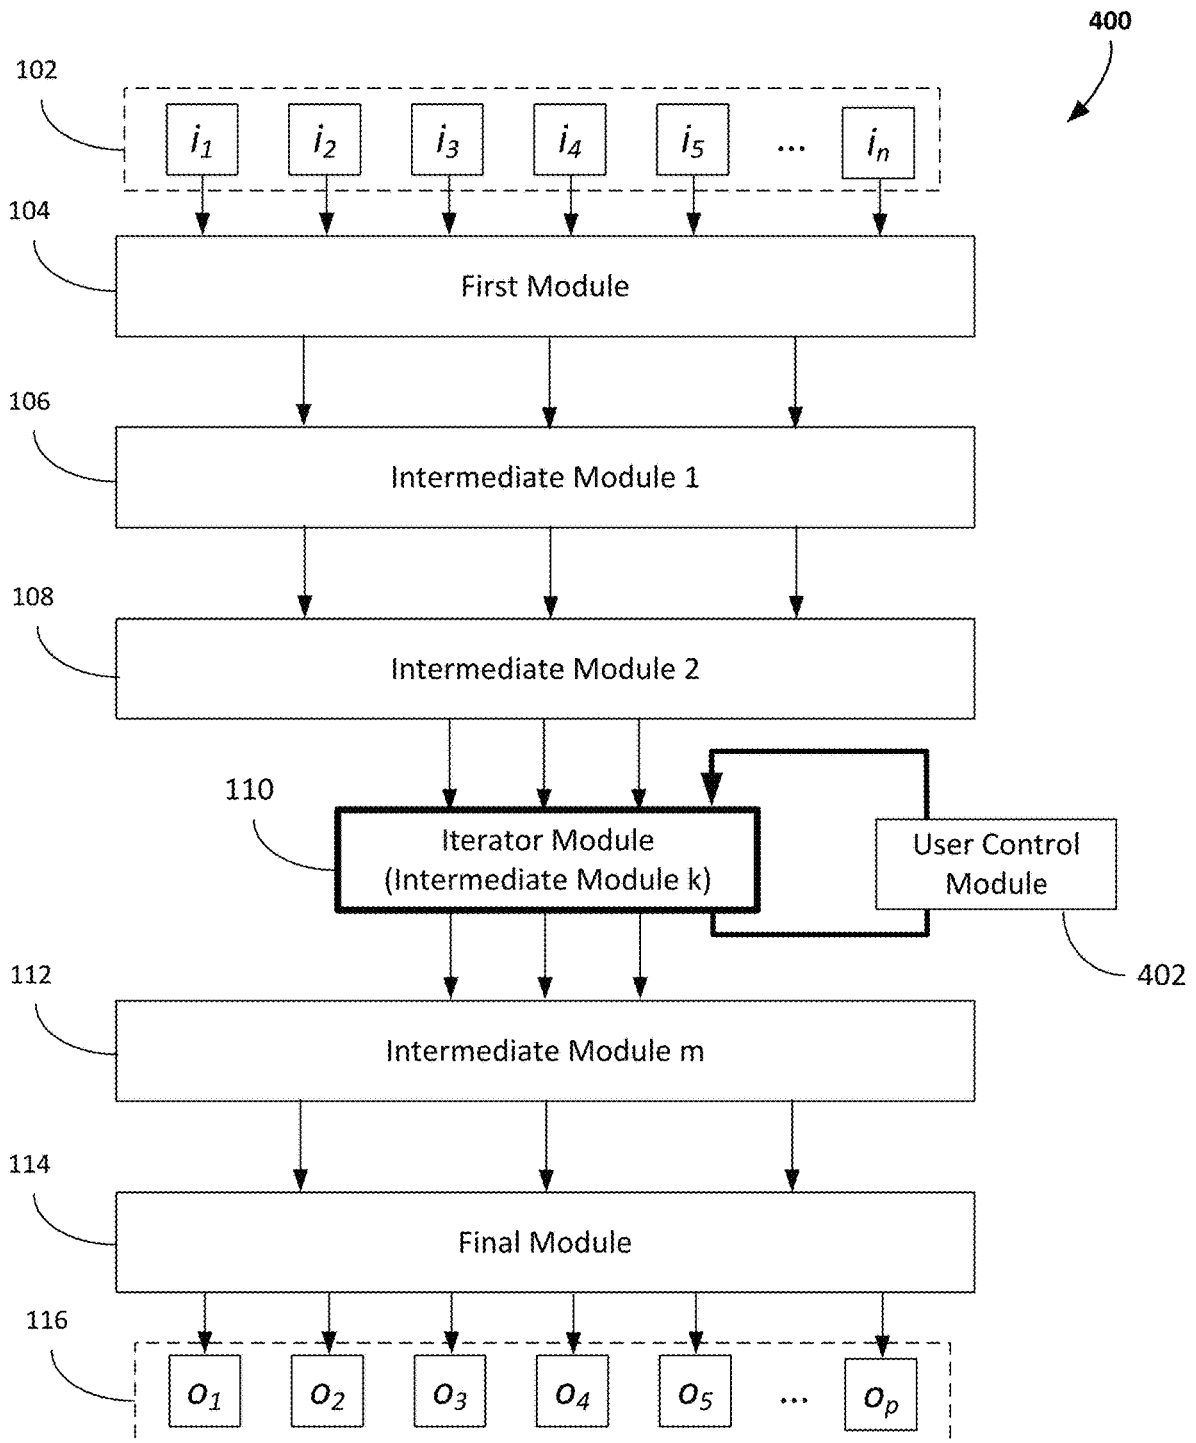 400
102
i1 i2 i3 i4 i5 ... in
104
First Module
106
Intermediate Module 1
108
Intermediate Module 2
110
Iterator Module
(Intermediate Module k)
User Control
Module
402
112
Intermediate Module m
114
Final Module
116
o1 o2 o3 o4 o5 ... op